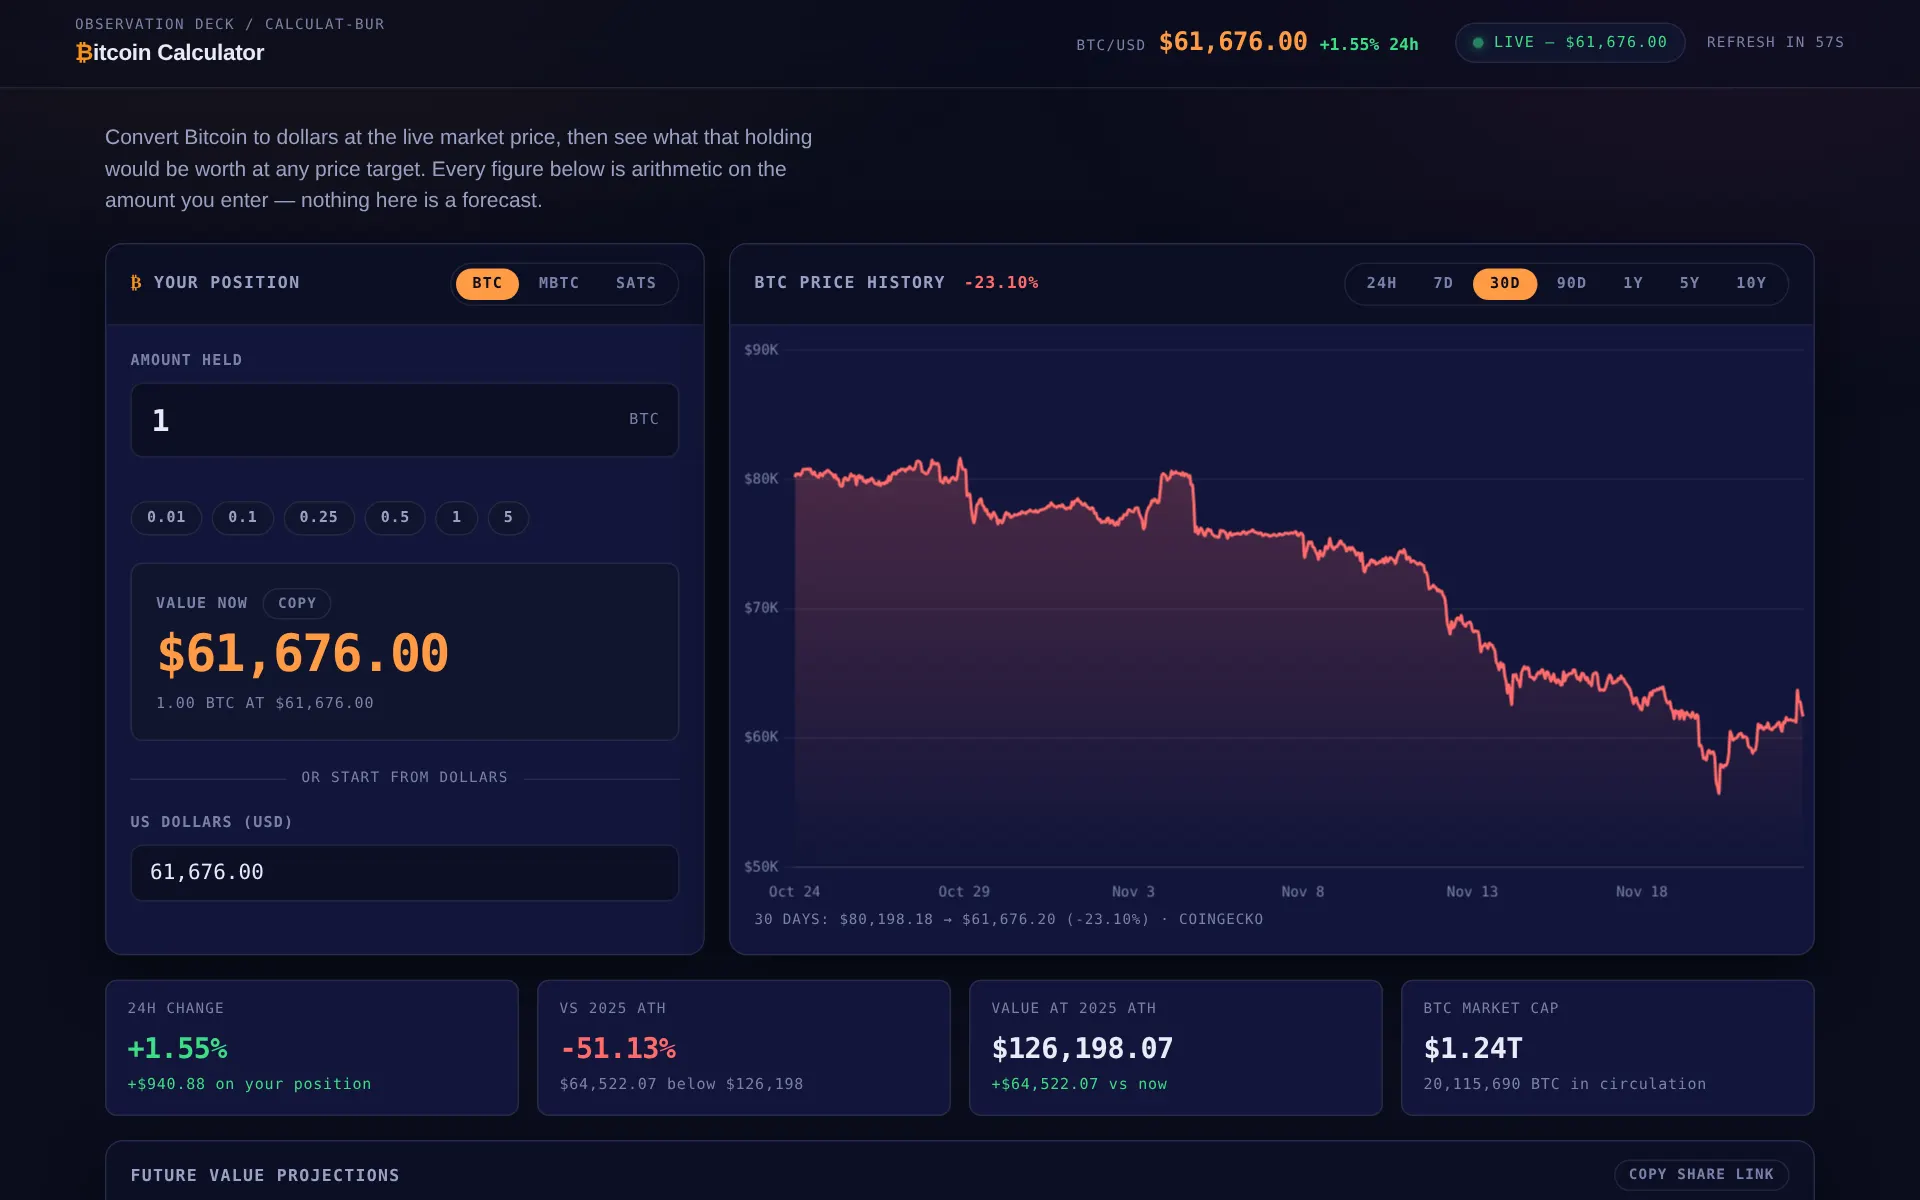 OBSERVATION DECK / CALCULAT-BUR
₿itcoin Calculator
BTC/USD $61,676.00 +1.55% 24h
LIVE — $61,676.00
REFRESH IN 57S
Convert Bitcoin to dollars at the live market price, then see what that holding
would be worth at any price target. Every figure below is arithmetic on the
amount you enter — nothing here is a forecast.
₿ YOUR POSITION
BTC MBTC SATS
AMOUNT HELD
1 BTC
0.01 0.1 0.25 0.5 1 5
VALUE NOW COPY
$61,676.00
1.00 BTC AT $61,676.00
OR START FROM DOLLARS
US DOLLARS (USD)
61,676.00
BTC PRICE HISTORY -23.10%
24H 7D 30D 90D 1Y 5Y 10Y
$90K
$80K
$70K
$60K
$50K
Oct 24 Oct 29 Nov 3 Nov 8 Nov 13 Nov 18
30 DAYS: $80,198.18 → $61,676.20 (-23.10%) · COINGECKO
24H CHANGE
+1.55%
+$940.88 on your position
VS 2025 ATH
-51.13%
$64,522.07 below $126,198
VALUE AT 2025 ATH
$126,198.07
+$64,522.07 vs now
BTC MARKET CAP
$1.24T
20,115,690 BTC in circulation
FUTURE VALUE PROJECTIONS
COPY SHARE LINK